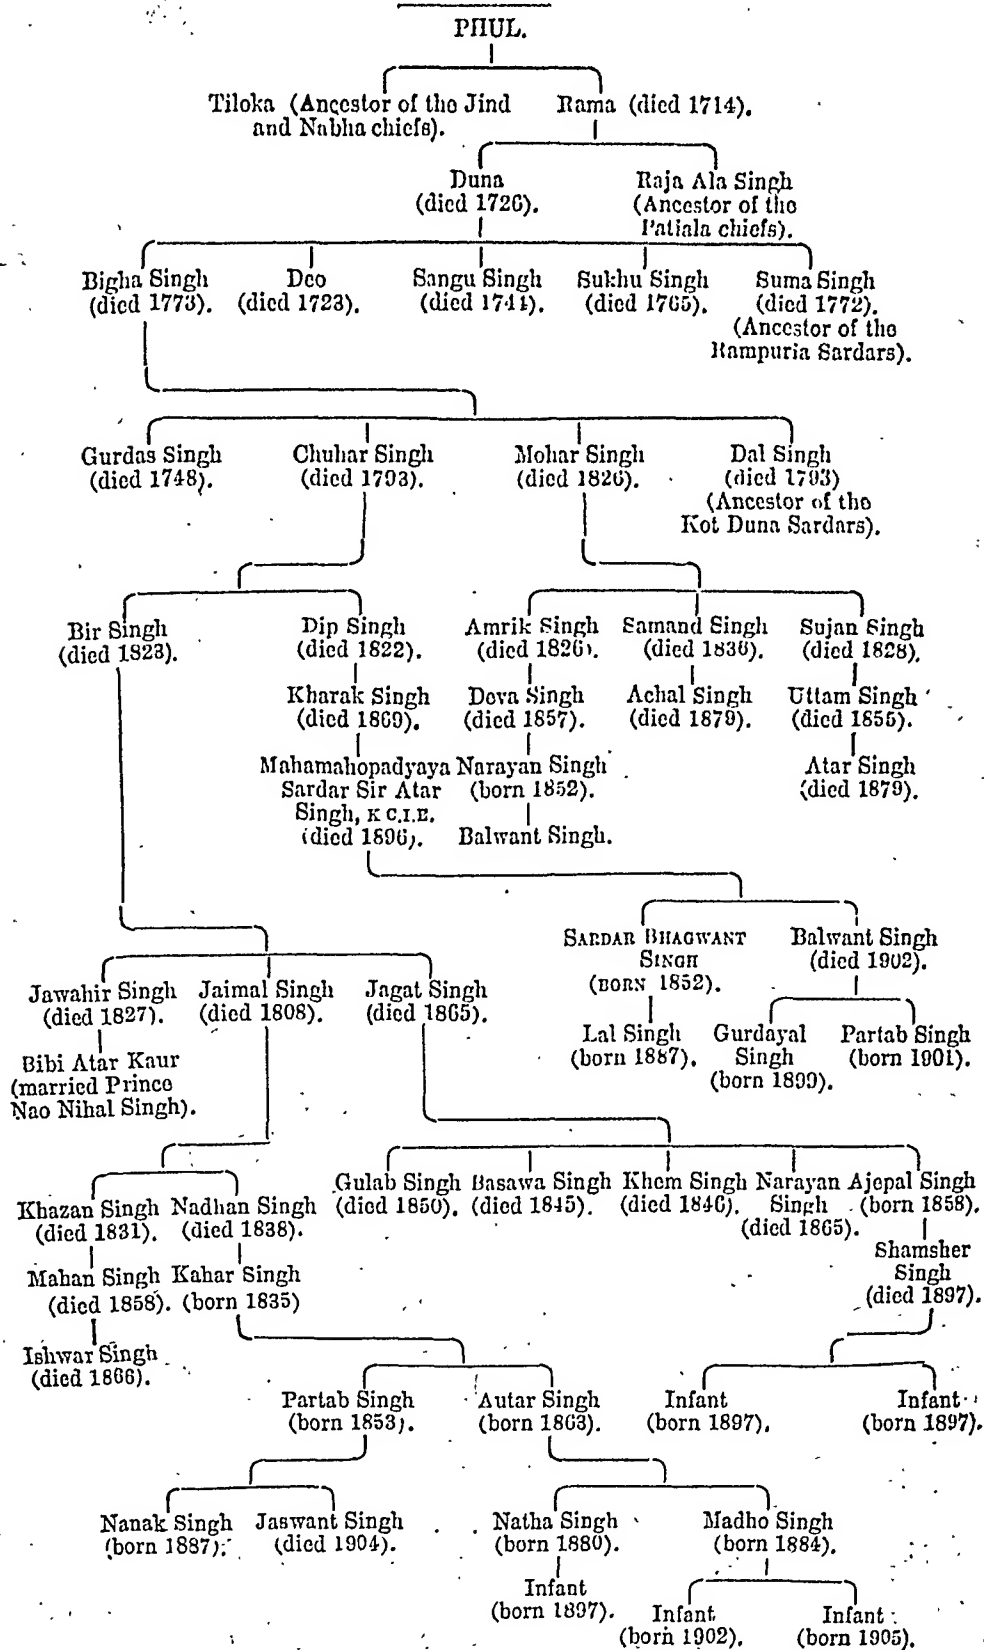 PHUL.
Tiloka (Ancestor of the Jind
and Nabha chiefs).
Rama (died 1714).
Duna
(died 1726).
Raja Ala Singh
(Ancestor of the
Patiala chiefs).
Bigha Singh
(died 1773).
Deo
(died 1723).
Sangu Singh
(died 1744).
Sukhu Singh
(died 1765).
Suma Singh
(died 1772).
(Ancestor of the
Rampuria Sardars).
Gurdas Singh
(died 1748).
Chuhar Singh
(died 1793).
Mohar Singh
(died 1826).
Dal Singh
(died 1793)
(Ancestor of the
Kot Duna Sardars).
Bir Singh
(died 1823).
Dip Singh
(died 1822).
Amrik Singh
(died 1826).
Samand Singh
(died 1836).
Sujan Singh
(died 1828).
Kharak Singh
(died 1869).
Deva Singh
(died 1857).
Achal Singh
(died 1879).
Uttam Singh
(died 1855).
Mahamahopadyaya
Sardar Sir Atar
Singh, K C.I.E.
(died 1896).
Narayan Singh
(born 1852).
Atar Singh
(died 1879).
Balwant Singh.
SARDAR BHAGWANT
SINGH
(BORN 1852).
Balwant Singh
(died 1902).
Jawahir Singh
(died 1827).
Jaimal Singh
(died 1808).
Jagat Singh
(died 1865).
Lal Singh
(born 1887).
Gurdayal
Singh
(born 1899).
Partab Singh
(born 1901).
Bibi Atar Kaur
(married Prince
Nao Nihal Singh).
Gulab Singh
(died 1850).
Basawa Singh
(died 1845).
Khem Singh
(died 1846).
Narayan
Singh
(died 1865).
Ajepal Singh
(born 1858).
Khazan Singh
(died 1831).
Nadhan Singh
(died 1838).
Shamsher
Singh
(died 1897).
Mahan Singh
(died 1858).
Kahar Singh
(born 1835)
Ishwar Singh
(died 1866).
Partab Singh
(born 1853).
Autar Singh
(born 1863).
Infant
(born 1897).
Infant
(born 1897).
Nanak Singh
(born 1887).
Jaswant Singh
(died 1904).
Natha Singh
(born 1880).
Madho Singh
(born 1884).
Infant
(born 1897).
Infant
(born 1902).
Infant
(born 1905).